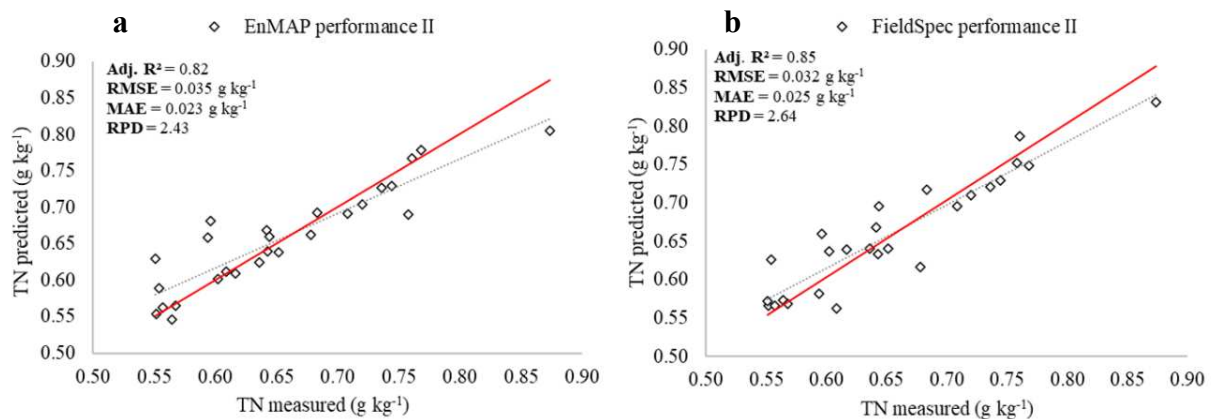 a
EnMAP performance II
0.90
0.85
0.80
0.75
0.70
0.65
0.60
0.55
0.50
Adj. R² = 0.82
RMSE = 0.035 g kg⁻¹
MAE = 0.023 g kg⁻¹
RPD = 2.43
TN predicted (g kg⁻¹)
0.50 0.55 0.60 0.65 0.70 0.75 0.80 0.85 0.90
TN measured (g kg⁻¹)
b
FieldSpec performance II
0.90
0.85
0.80
0.75
0.70
0.65
0.60
0.55
0.50
Adj. R² = 0.85
RMSE = 0.032 g kg⁻¹
MAE = 0.025 g kg⁻¹
RPD = 2.64
TN predicted (g kg⁻¹)
0.50 0.55 0.60 0.65 0.70 0.75 0.80 0.85 0.90
TN measured (g kg⁻¹)